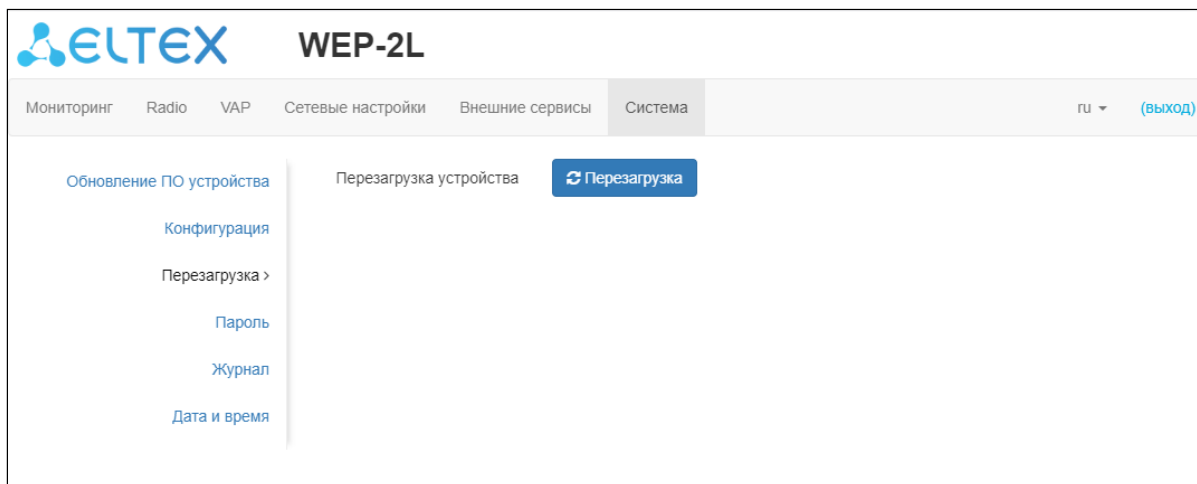 ELTEX WEP-2L
Мониторинг Radio VAP Сетевые настройки Внешние сервисы Система ru (выход)
Обновление ПО устройства Перезагрузка устройства Перезагрузка
Конфигурация
Перезагрузка >
Пароль
Журнал
Дата и время